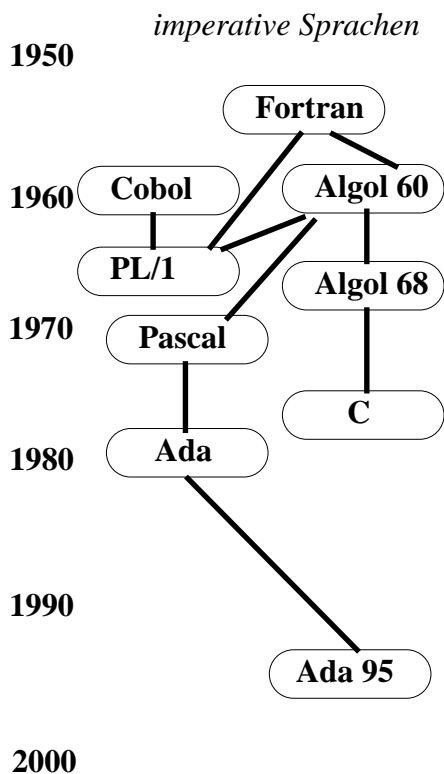 imperative Sprachen
1950
Fortran
1960
Cobol
Algol 60
PL/1
Algol 68
1970
Pascal
C
1980
Ada
1990
Ada 95
2000